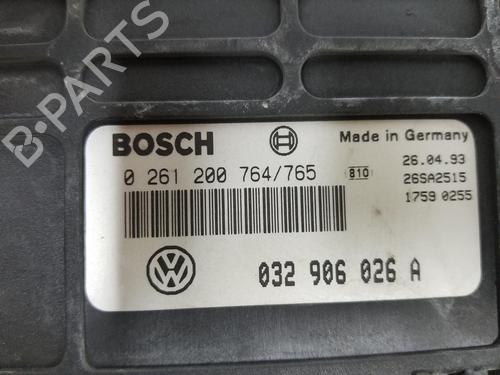 B-PARTS
BOSCH
Made in Germany
0 261 200 764/765
810
26.04.93
26SA2515
1759 0255
032 906 026 A